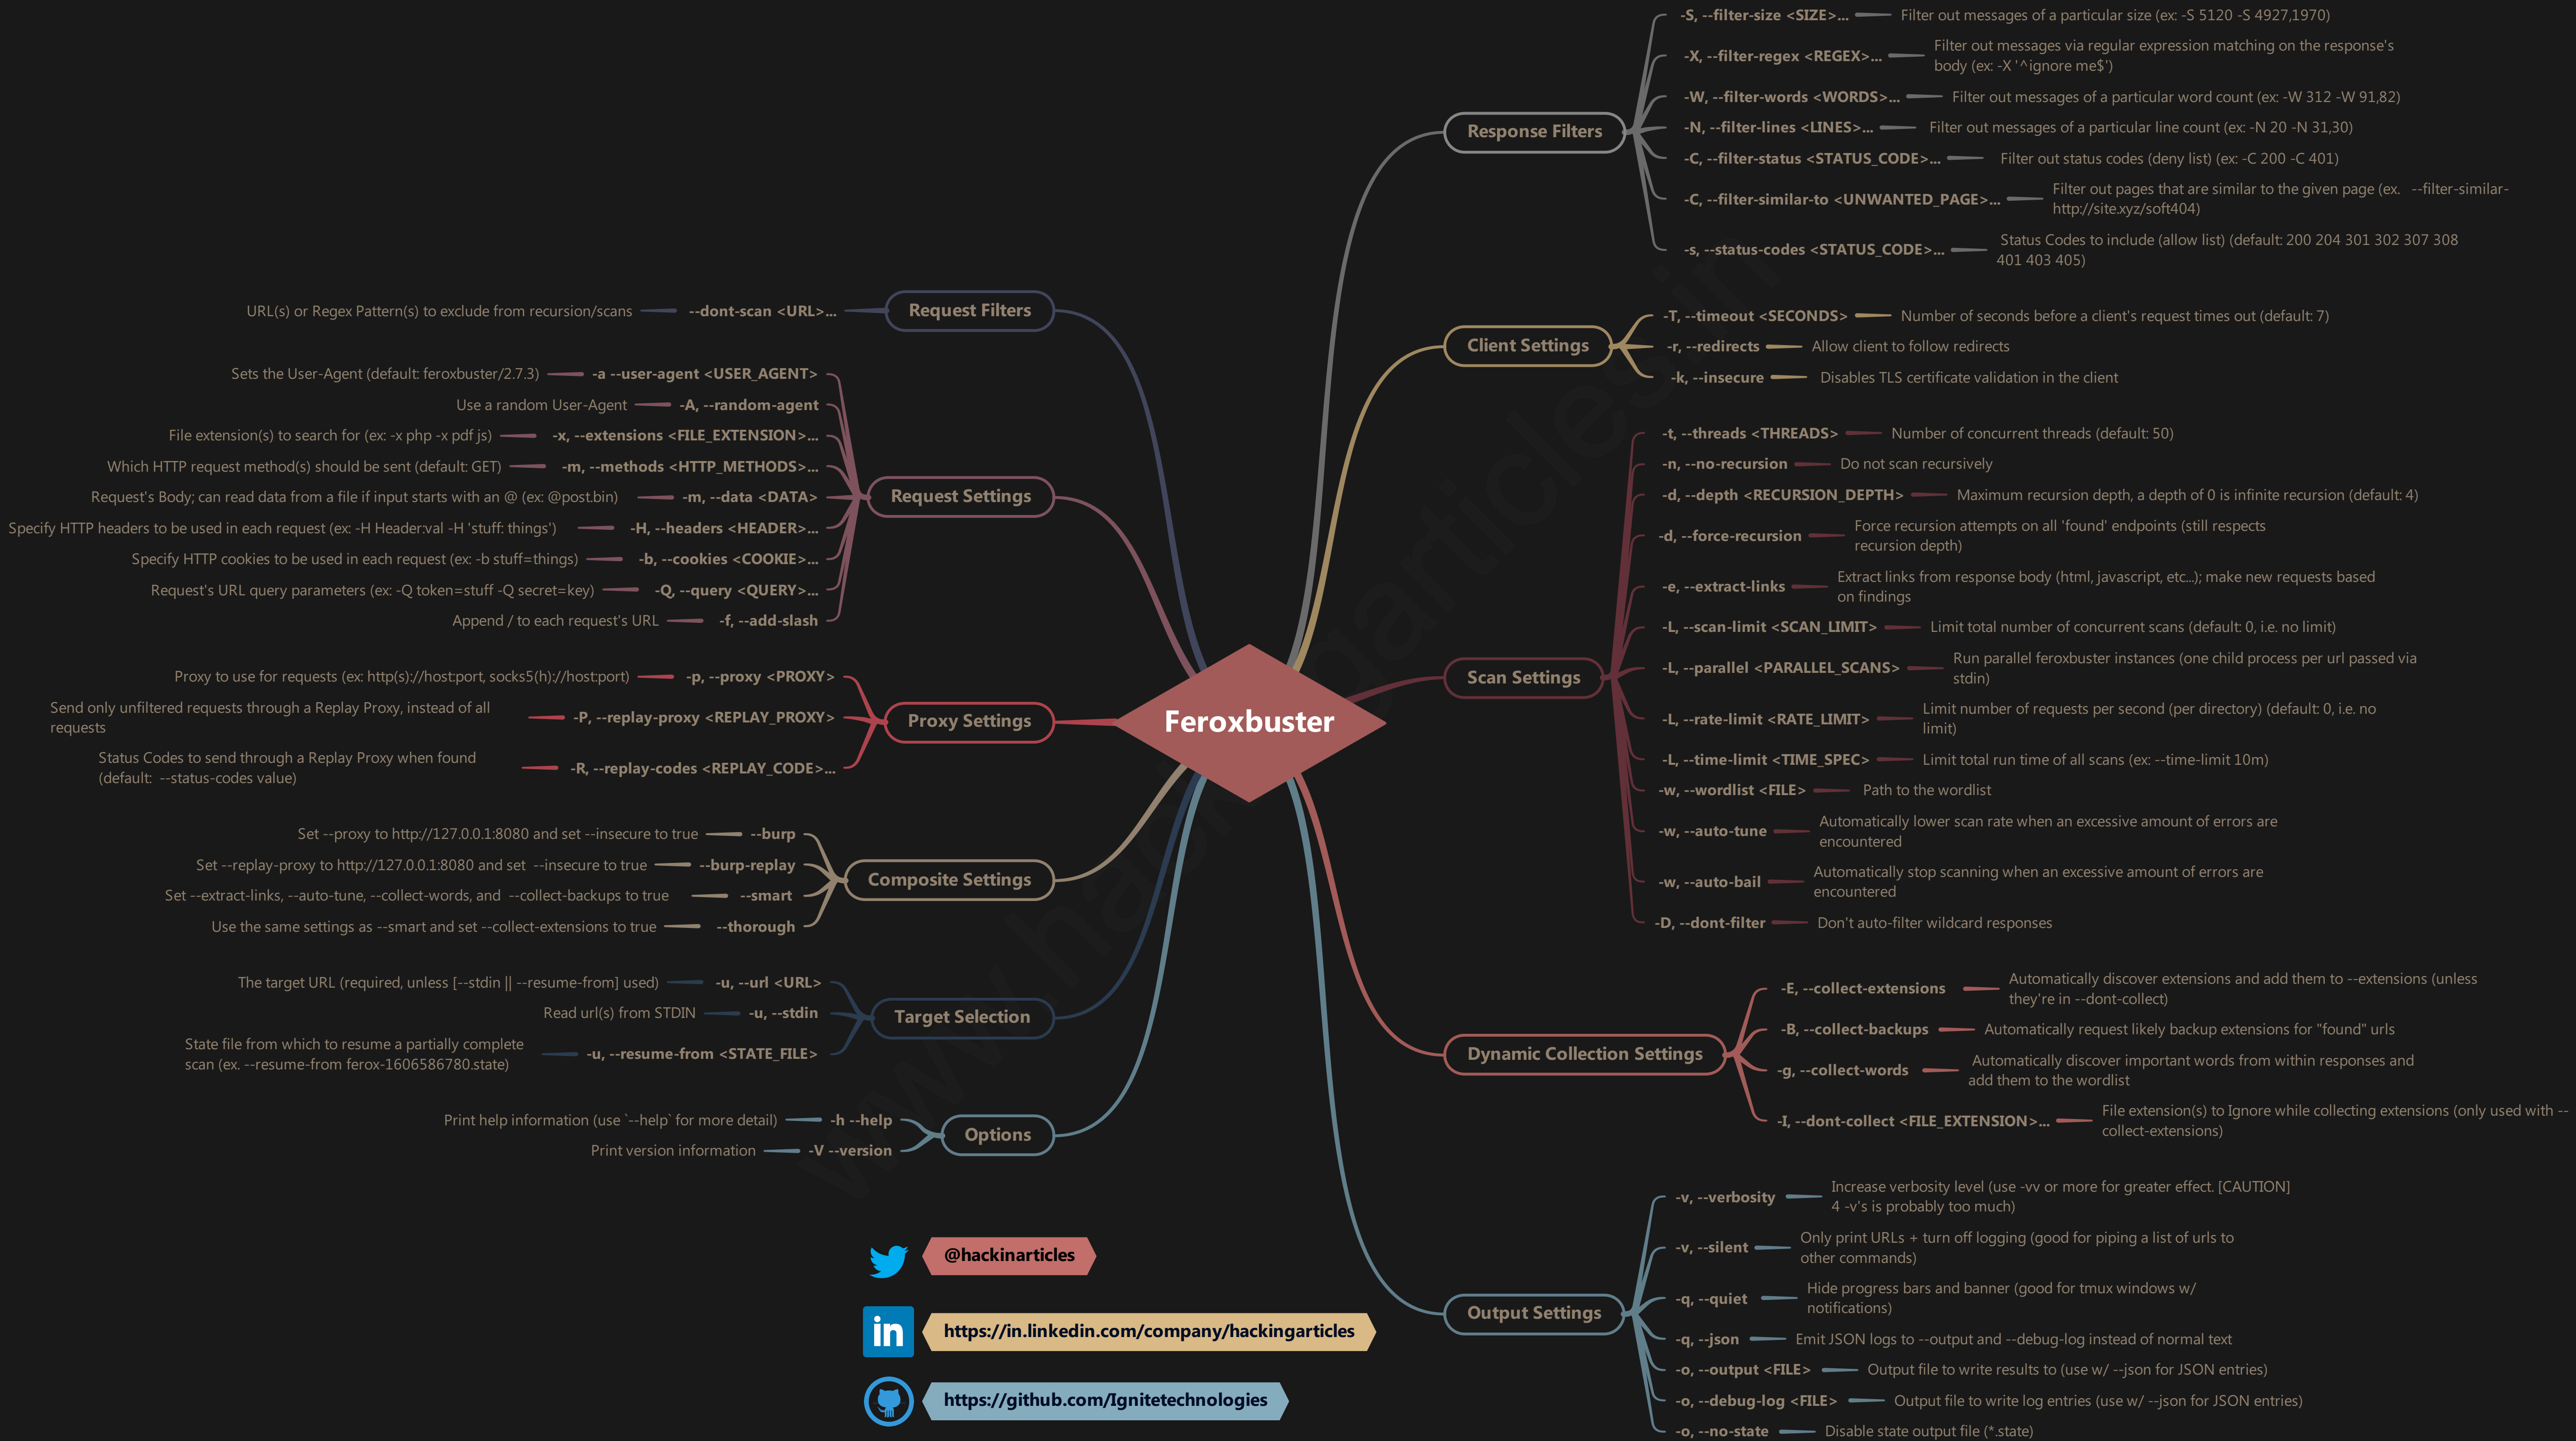 Feroxbuster
Request Filters
--dont-scan <URL>...
URL(s) or Regex Pattern(s) to exclude from recursion/scans
Request Settings
-a --user-agent <USER_AGENT>
Sets the User-Agent (default: feroxbuster/2.7.3)
-A, --random-agent
Use a random User-Agent
-x, --extensions <FILE_EXTENSION>...
File extension(s) to search for (ex: -x php -x pdf js)
-m, --methods <HTTP_METHODS>...
Which HTTP request method(s) should be sent (default: GET)
-m, --data <DATA>
Request's Body; can read data from a file if input starts with an @ (ex: @post.bin)
-H, --headers <HEADER>...
Specify HTTP headers to be used in each request (ex: -H Header:val -H 'stuff: things')
-b, --cookies <COOKIE>...
Specify HTTP cookies to be used in each request (ex: -b stuff=things)
-Q, --query <QUERY>...
Request's URL query parameters (ex: -Q token=stuff -Q secret=key)
-f, --add-slash
Append / to each request's URL
Proxy Settings
-p, --proxy <PROXY>
Proxy to use for requests (ex: http(s)://host:port, socks5(h)://host:port)
-P, --replay-proxy <REPLAY_PROXY>
Send only unfiltered requests through a Replay Proxy, instead of all
requests
-R, --replay-codes <REPLAY_CODE>...
Status Codes to send through a Replay Proxy when found
(default:  --status-codes value)
Composite Settings
--burp
Set --proxy to http://127.0.0.1:8080 and set --insecure to true
--burp-replay
Set --replay-proxy to http://127.0.0.1:8080 and set  --insecure to true
--smart
Set --extract-links, --auto-tune, --collect-words, and  --collect-backups to true
--thorough
Use the same settings as --smart and set --collect-extensions to true
Target Selection
-u, --url <URL>
The target URL (required, unless [--stdin || --resume-from] used)
-u, --stdin
Read url(s) from STDIN
-u, --resume-from <STATE_FILE>
State file from which to resume a partially complete
scan (ex. --resume-from ferox-1606586780.state)
Options
-h --help
Print help information (use `--help` for more detail)
-V --version
Print version information
Response Filters
-S, --filter-size <SIZE>...
Filter out messages of a particular size (ex: -S 5120 -S 4927,1970)
-X, --filter-regex <REGEX>...
Filter out messages via regular expression matching on the response's
body (ex: -X '^ignore me$')
-W, --filter-words <WORDS>...
Filter out messages of a particular word count (ex: -W 312 -W 91,82)
-N, --filter-lines <LINES>...
Filter out messages of a particular line count (ex: -N 20 -N 31,30)
-C, --filter-status <STATUS_CODE>...
Filter out status codes (deny list) (ex: -C 200 -C 401)
-C, --filter-similar-to <UNWANTED_PAGE>...
Filter out pages that are similar to the given page (ex.   --filter-similar-
http://site.xyz/soft404)
-s, --status-codes <STATUS_CODE>...
Status Codes to include (allow list) (default: 200 204 301 302 307 308
401 403 405)
Client Settings
-T, --timeout <SECONDS>
Number of seconds before a client's request times out (default: 7)
-r, --redirects
Allow client to follow redirects
-k, --insecure
Disables TLS certificate validation in the client
Scan Settings
-t, --threads <THREADS>
Number of concurrent threads (default: 50)
-n, --no-recursion
Do not scan recursively
-d, --depth <RECURSION_DEPTH>
Maximum recursion depth, a depth of 0 is infinite recursion (default: 4)
-d, --force-recursion
Force recursion attempts on all 'found' endpoints (still respects
recursion depth)
-e, --extract-links
Extract links from response body (html, javascript, etc...); make new requests based
on findings
-L, --scan-limit <SCAN_LIMIT>
Limit total number of concurrent scans (default: 0, i.e. no limit)
-L, --parallel <PARALLEL_SCANS>
Run parallel feroxbuster instances (one child process per url passed via
stdin)
-L, --rate-limit <RATE_LIMIT>
Limit number of requests per second (per directory) (default: 0, i.e. no
limit)
-L, --time-limit <TIME_SPEC>
Limit total run time of all scans (ex: --time-limit 10m)
-w, --wordlist <FILE>
Path to the wordlist
-w, --auto-tune
Automatically lower scan rate when an excessive amount of errors are
encountered
-w, --auto-bail
Automatically stop scanning when an excessive amount of errors are
encountered
-D, --dont-filter
Don't auto-filter wildcard responses
Dynamic Collection Settings
-E, --collect-extensions
Automatically discover extensions and add them to --extensions (unless
they're in --dont-collect)
-B, --collect-backups
Automatically request likely backup extensions for "found" urls
-g, --collect-words
Automatically discover important words from within responses and
add them to the wordlist
-I, --dont-collect <FILE_EXTENSION>...
File extension(s) to Ignore while collecting extensions (only used with --
collect-extensions)
Output Settings
-v, --verbosity
Increase verbosity level (use -vv or more for greater effect. [CAUTION]
4 -v's is probably too much)
-v, --silent
Only print URLs + turn off logging (good for piping a list of urls to
other commands)
-q, --quiet
Hide progress bars and banner (good for tmux windows w/
notifications)
-q, --json
Emit JSON logs to --output and --debug-log instead of normal text
-o, --output <FILE>
Output file to write results to (use w/ --json for JSON entries)
-o, --debug-log <FILE>
Output file to write log entries (use w/ --json for JSON entries)
-o, --no-state
Disable state output file (*.state)
@hackinarticles
in
https://in.linkedin.com/company/hackingarticles
https://github.com/Ignitetechnologies